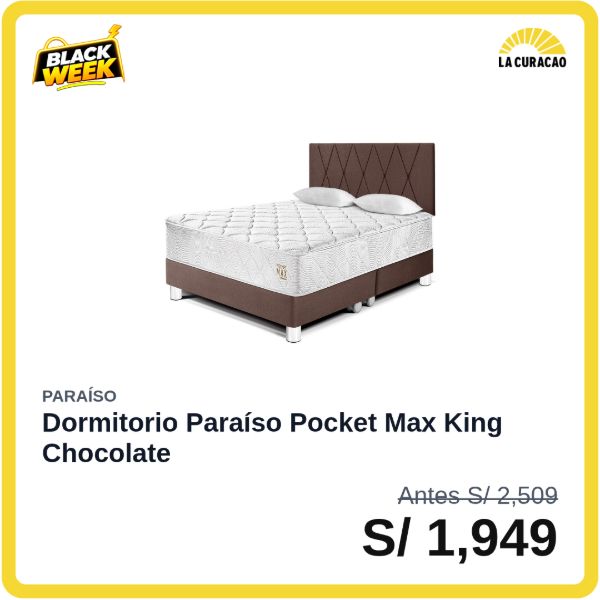 BLACK
WEEK
LA CURACAO
PARAÍSO
Dormitorio Paraíso Pocket Max King
Chocolate
Antes S/ 2,509
S/ 1,949